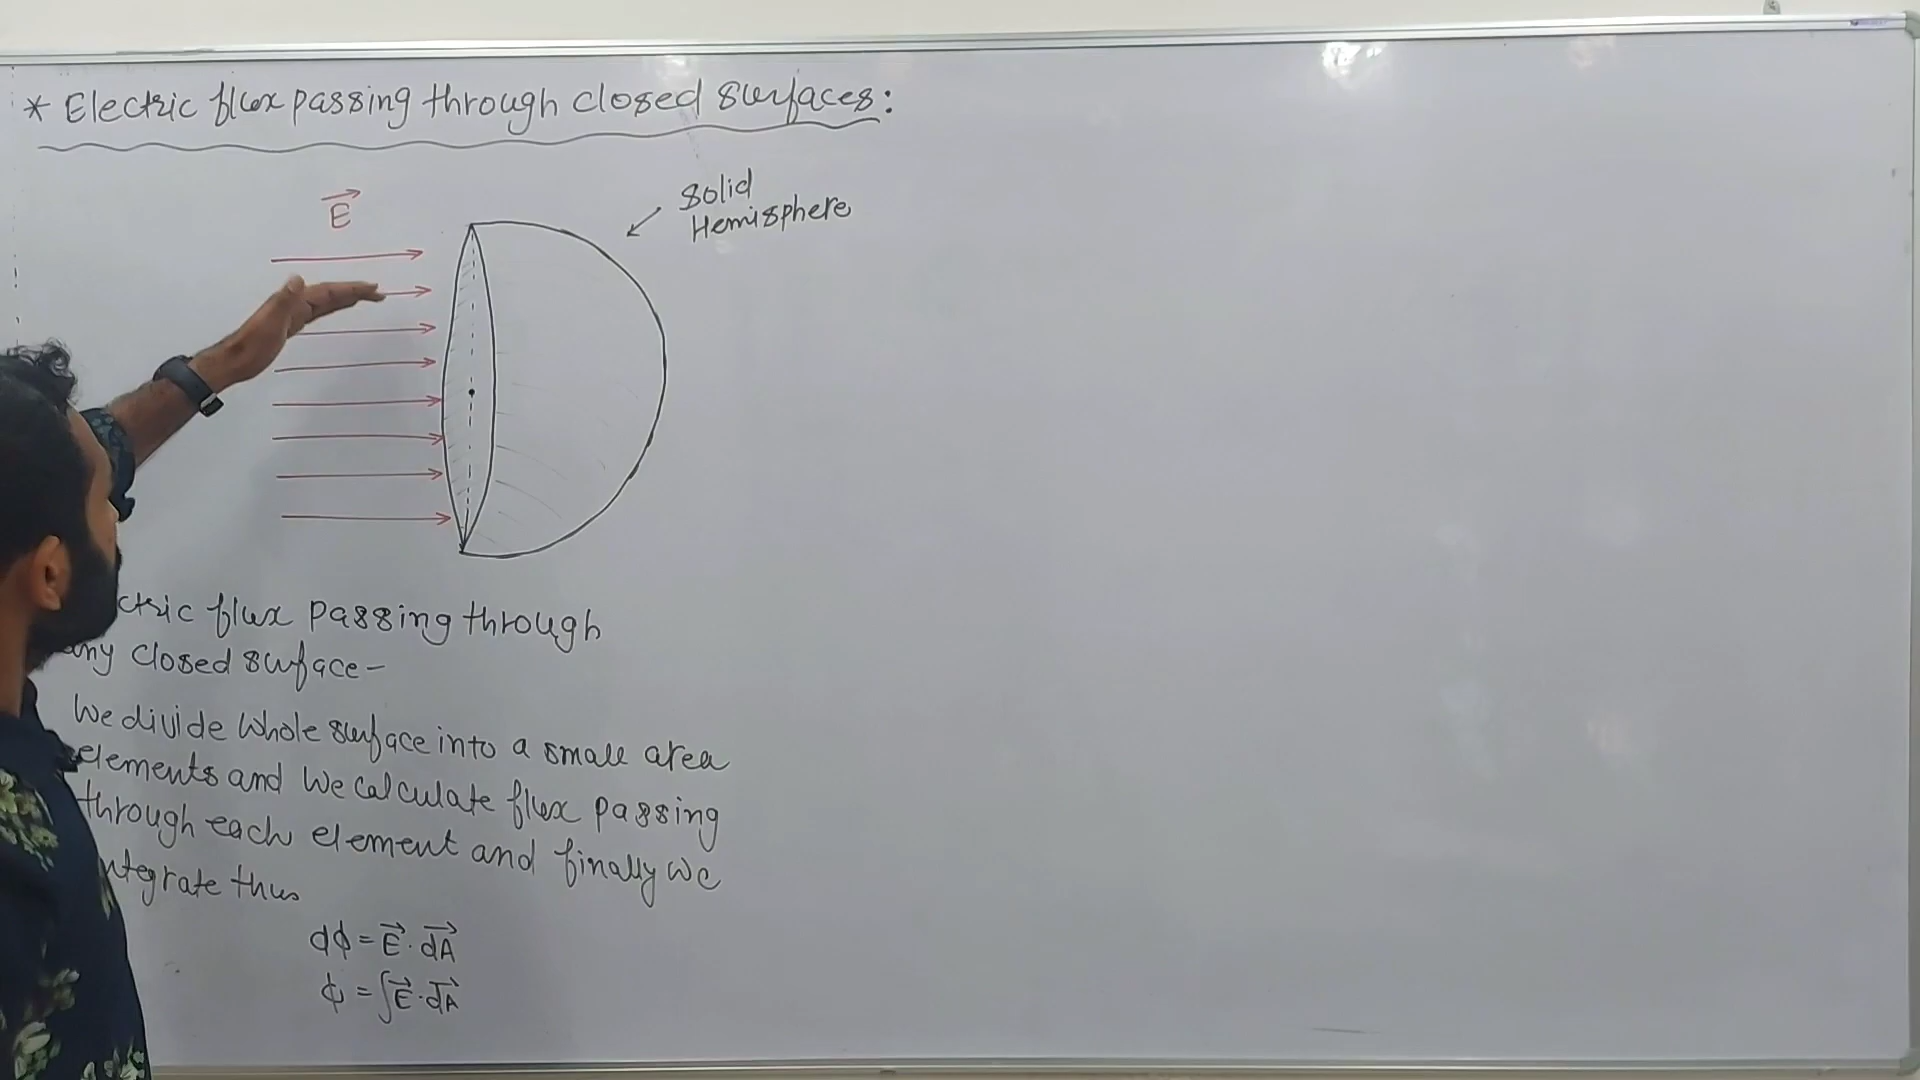 * Electric flux passing through closed surfaces:
E
Solid
Hemisphere
flux passing through
any closed surface-
We divide whole surface into a small area
elements and we calculate flux passing
through each element and finally we
thus
dϕ = E⃗ · dA⃗
ϕ = ∫E⃗ · dA⃗